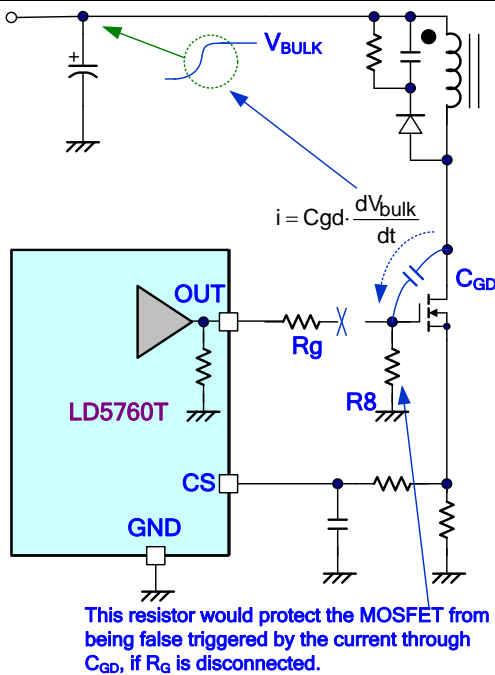 +
VBULK
i = Cgd · dVbulk
dt
OUT
CGD
Rg
R8
LD5760T
CS
GND
This resistor would protect the MOSFET from
being false triggered by the current through
CGD, if RG is disconnected.